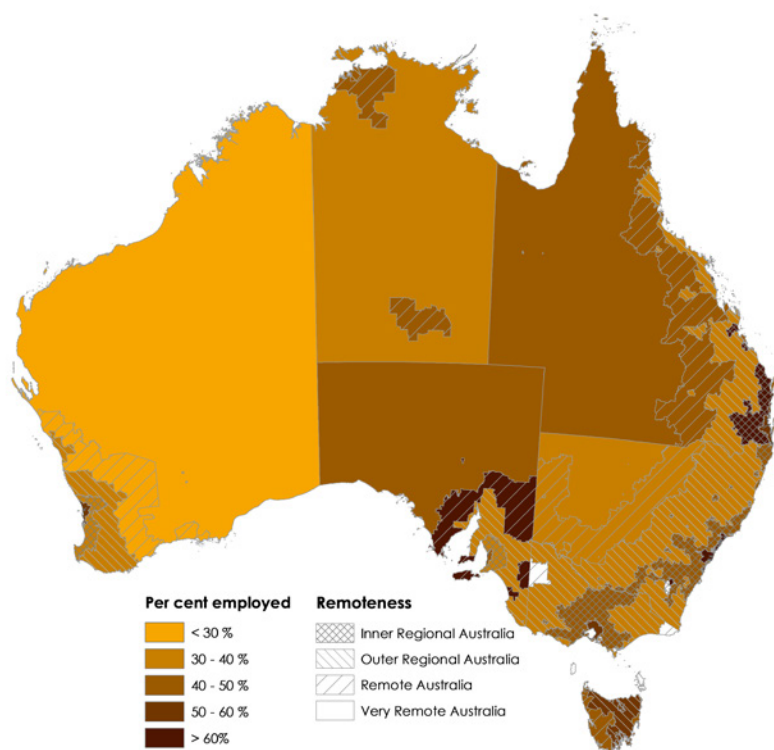 Per cent employed
< 30 %
30 - 40 %
40 - 50 %
50 - 60 %
> 60%
Remoteness
Inner Regional Australia
Outer Regional Australia
Remote Australia
Very Remote Australia